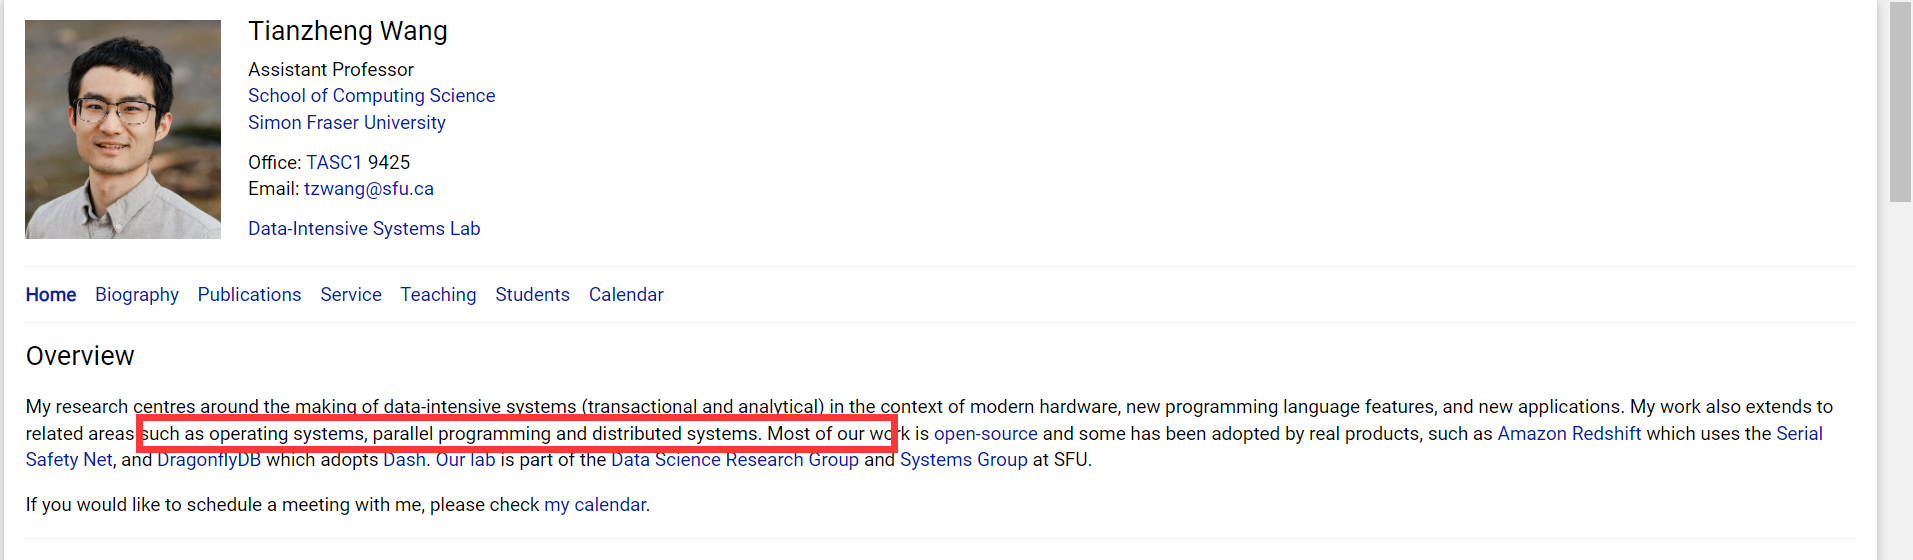 Tianzheng Wang
Assistant Professor
School of Computing Science
Simon Fraser University
Office: TASC1 9425
Email: tzwang@sfu.ca
Data-Intensive Systems Lab
Home Biography Publications Service Teaching Students Calendar
Overview
My research centres around the making of data-intensive systems (transactional and analytical) in the context of modern hardware, new programming language features, and new applications. My work also extends to
related areas such as operating systems, parallel programming and distributed systems. Most of our work is open-source and some has been adopted by real products, such as Amazon Redshift which uses the Serial
Safety Net, and DragonflyDB which adopts Dash. Our lab is part of the Data Science Research Group and Systems Group at SFU.
If you would like to schedule a meeting with me, please check my calendar.